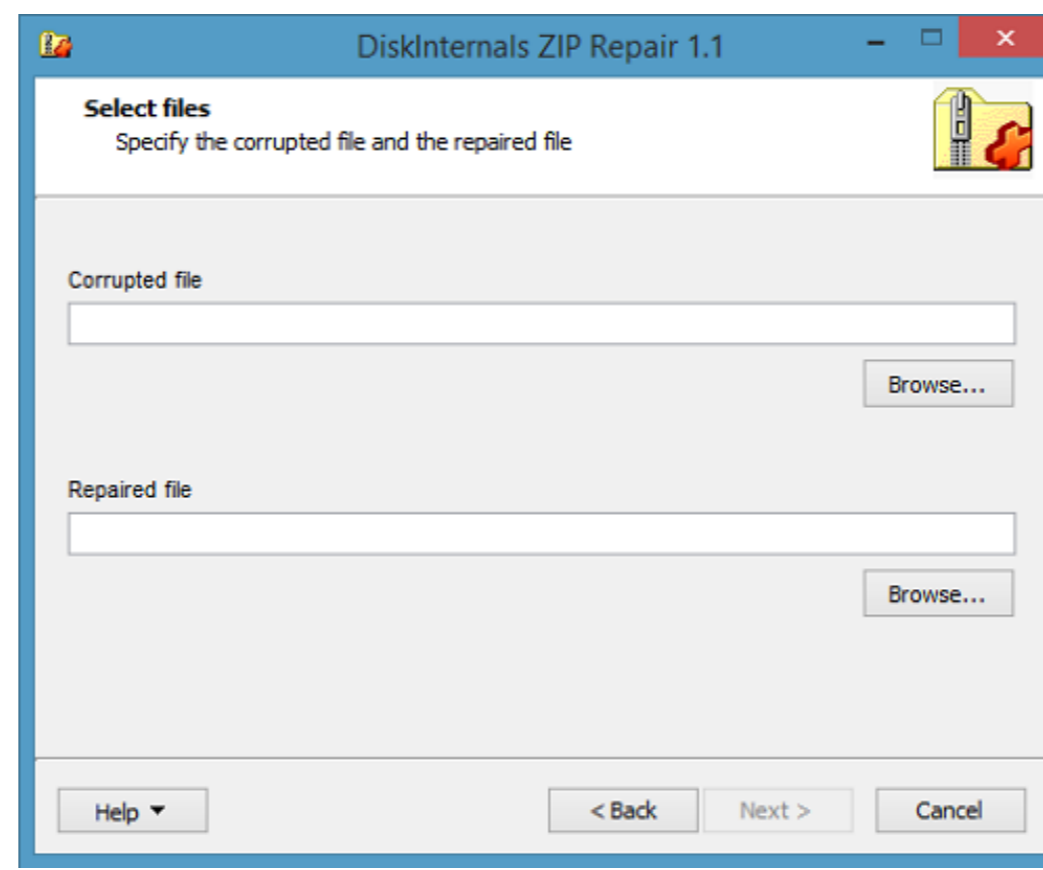 DiskInternals ZIP Repair 1.1
Select files
Specify the corrupted file and the repaired file
Corrupted file
Browse...
Repaired file
Browse...
Help
< Back
Next >
Cancel